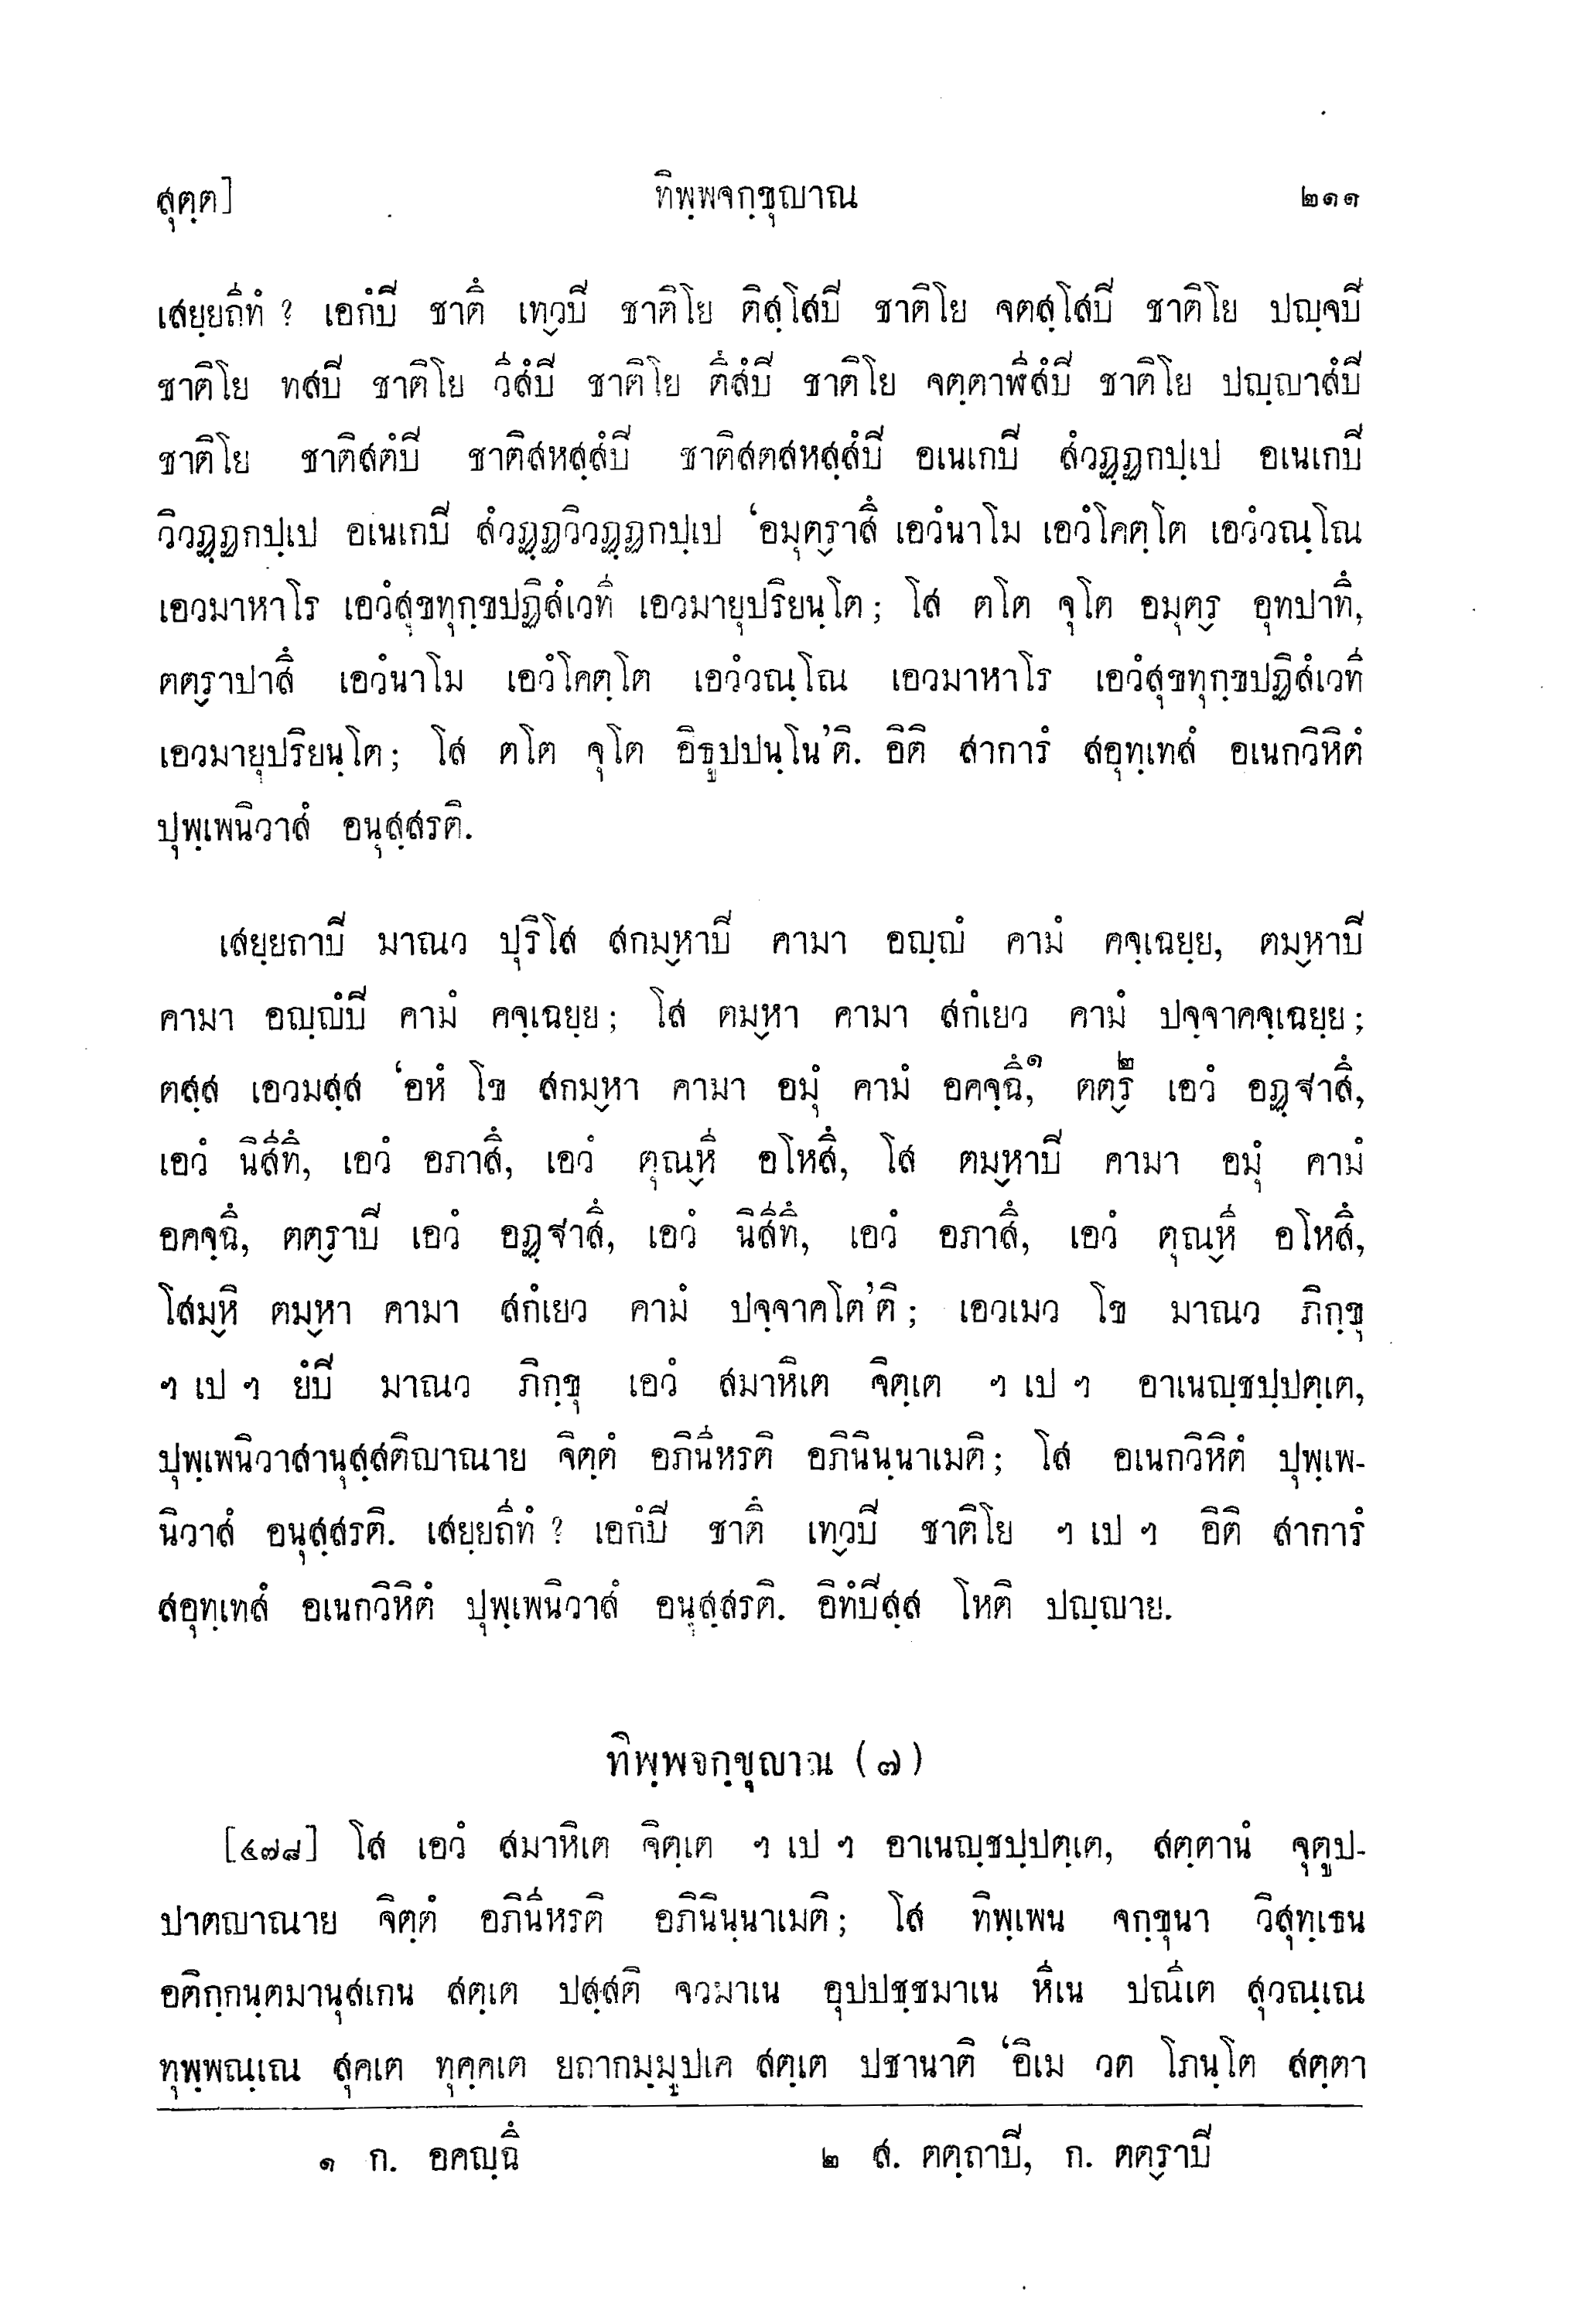 สุตฺต] ทิพฺพจกฺขุญาณ ๒๑๑
เสยฺยถีทํ ? เอกํปิ ชาติํ เทฺวปิ ชาติโย ติสฺโสปิ ชาติโย จตสฺโสปิ ชาติโย ปญฺจปิ
ชาติโย ทสปิ ชาติโย วีสํปิ ชาติโย ตีสํปิ ชาติโย จตฺตาฬีสํปิ ชาติโย ปญฺญาสํปิ
ชาติโย ชาติสตํปิ ชาติสหสฺสํปิ ชาติสตสหสฺสํปิ อเนเกปิ สํวฏฺฏกปฺเป อเนเกปิ
วิวฏฺฏกปฺเป อเนเกปิ สํวฏฺฏวิวฏฺฏกปฺเป ‘อมุตฺราสิํ เอวํนาโม เอวํโคตฺโต เอวํวณฺโณ
เอวมาหาโร เอวํสุขทุกฺขปฏิสํเวที เอวมายุปริยนฺโต; โส ตโต จุโต อมุตฺร อุทปาทิํ,
ตตฺราปาสิํ เอวํนาโม เอวํโคตฺโต เอวํวณฺโณ เอวมาหาโร เอวํสุขทุกฺขปฏิสํเวที
เอวมายุปริยนฺโต; โส ตโต จุโต อิธูปปนฺโน’ติ. อิติ สาการํ สอุทฺเทสํ อเนกวิหิตํ
ปุพฺเพนิวาสํ อนุสฺสรติ.
เสยฺยถาปิ มาณว ปุริโส สกมฺหาปิ คามา อญฺญํ คามํ คจฺเฉยฺย, ตมฺหาปิ
คามา อญฺญํปิ คามํ คจฺเฉยฺย; โส ตมฺหา คามา สกํเยว คามํ ปจฺจาคจฺเฉยฺย;
ตสฺส เอวมสฺส ‘อหํ โข สกมฺหา คามา อมุํ คามํ อคจฺฉิํ,๑ ตตฺร๒ เอวํ อฏฺฐาสิํ,
เอวํ นิสีทิํ, เอวํ อภาสิํ, เอวํ ตุณฺหี อโหสิํ, โส ตมฺหาปิ คามา อมุํ คามํ
อคจฺฉิํ, ตตฺราปิ เอวํ อฏฺฐาสิํ, เอวํ นิสีทิํ, เอวํ อภาสิํ, เอวํ ตุณฺหี อโหสิํ,
โสมฺหิ ตมฺหา คามา สกํเยว คามํ ปจฺจาคโต’ติ; เอวเมว โข มาณว ภิกฺขุ
ฯ เป ฯ ยํปิ มาณว ภิกฺขุ เอวํ สมาหิเต จิตฺเต ฯ เป ฯ อาเนญฺชปฺปตฺเต,
ปุพฺเพนิวาสานุสฺสติญาณาย จิตฺตํ อภินีหรติ อภินินฺนาเมติ; โส อเนกวิหิตํ ปุพฺเพ-
นิวาสํ อนุสฺสรติ. เสยฺยถีทํ ? เอกํปิ ชาติํ เทฺวปิ ชาติโย ฯ เป ฯ อิติ สาการํ
สอุทฺเทสํ อเนกวิหิตํ ปุพฺเพนิวาสํ อนุสฺสรติ. อิทํปิสฺส โหติ ปญฺญาย.
ทิพฺพจกฺขุญาณ (๗)
[๔๗๘] โส เอวํ สมาหิเต จิตฺเต ฯ เป ฯ อาเนญฺชปฺปตฺเต, สตฺตานํ จุตูป-
ปาตญาณาย จิตฺตํ อภินีหรติ อภินินฺนาเมติ; โส ทิพฺเพน จกฺขุนา วิสุทฺเธน
อติกฺกนฺตมานุสเกน สตฺเต ปสฺสติ จวมาเน อุปปชฺชมาเน หีเน ปณีเต สุวณฺเณ
ทุพฺพณฺเณ สุคเต ทุคฺคเต ยถากมฺมูปเค สตฺเต ปชานาติ ‘อิเม วต โภนฺโต สตฺตา
๑ ก. อคญฺฉิํ ๒ ส. ตตฺถาปิ, ก. ตตฺราปิ